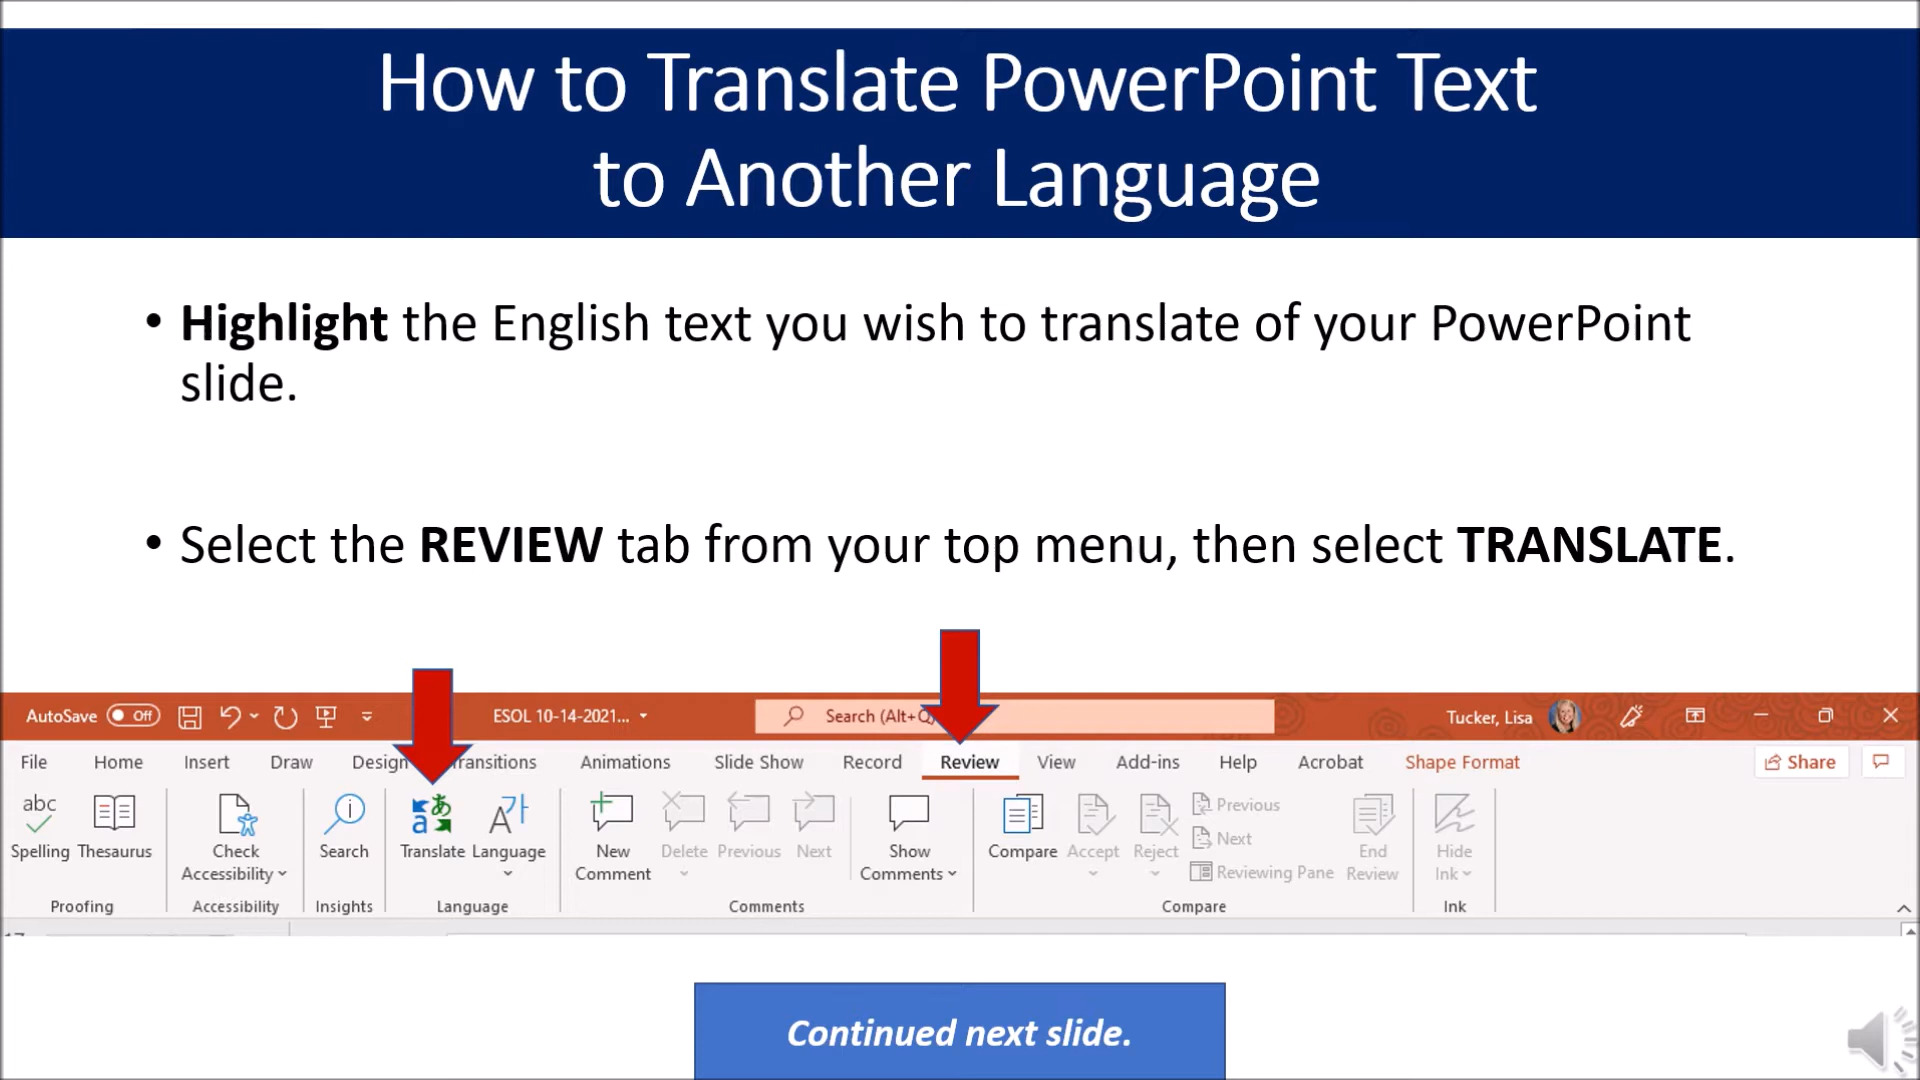 How to Translate PowerPoint Text
to Another Language
• Highlight the English text you wish to translate of your PowerPoint
slide.
• Select the REVIEW tab from your top menu, then select TRANSLATE.
AutoSave Off ESOL 10-14-2021... Search (Alt+Q) Tucker, Lisa
File Home Insert Draw Design Transitions Animations Slide Show Record Review View Add-ins Help Acrobat Shape Format Share
abc
Spelling Thesaurus Check Search Translate Language New Delete Previous Next Show Compare Accept Reject Previous End Hide
Accessibility Comment Comments Next Review Ink
Reviewing Pane
Proofing Accessibility Insights Language Comments Compare Ink
Continued next slide.